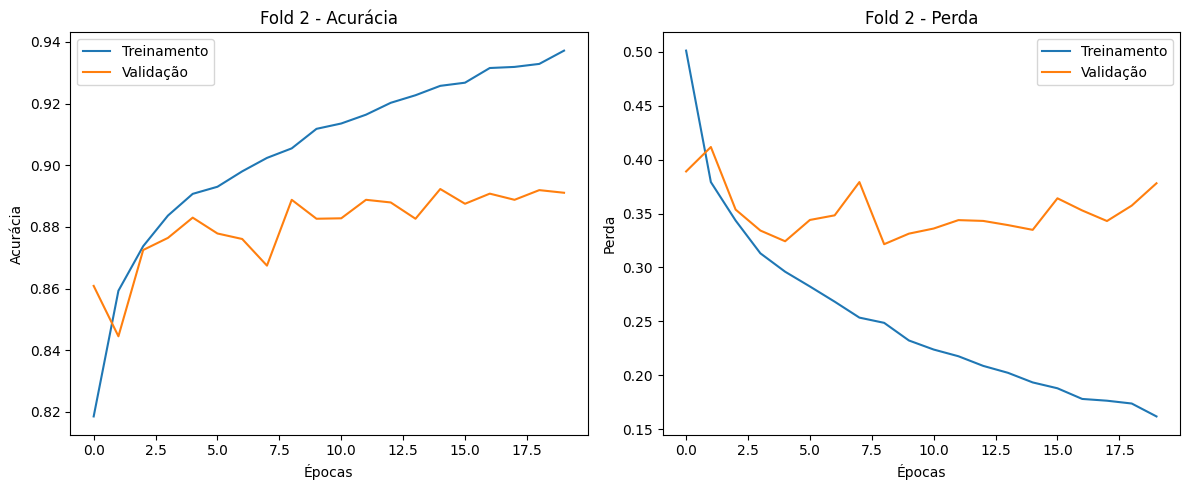 Fold 2 - Acurácia
0.94
0.92
0.90
0.88
0.86
0.84
0.82
Acurácia
Treinamento
Validação
0.0 2.5 5.0 7.5 10.0 12.5 15.0 17.5
Épocas
Fold 2 - Perda
0.50
0.45
0.40
0.35
0.30
0.25
0.20
0.15
Perda
Treinamento
Validação
0.0 2.5 5.0 7.5 10.0 12.5 15.0 17.5
Épocas